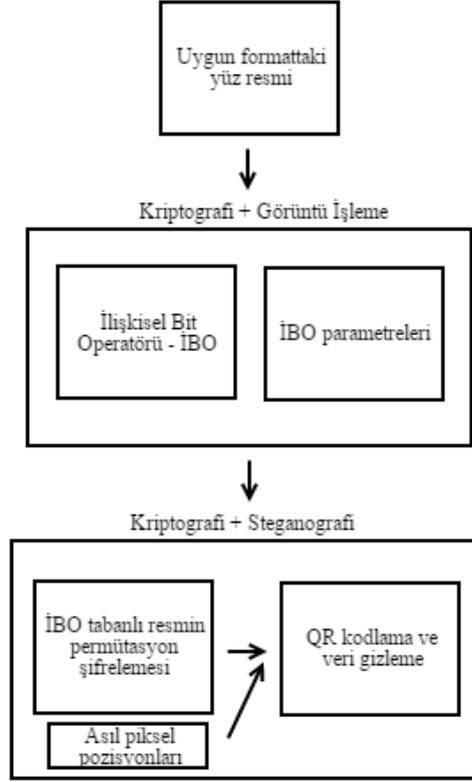 Uygun formattaki
yüz resmi
Kriptografi + Görüntü İşleme
İlişkisel Bit
Operatörü - İBO
İBO parametreleri
Kriptografi + Steganografi
İBO tabanlı resmin
permütasyon
şifrelemesi
QR kodlama ve
veri gizleme
Asıl piksel
pozisyonları